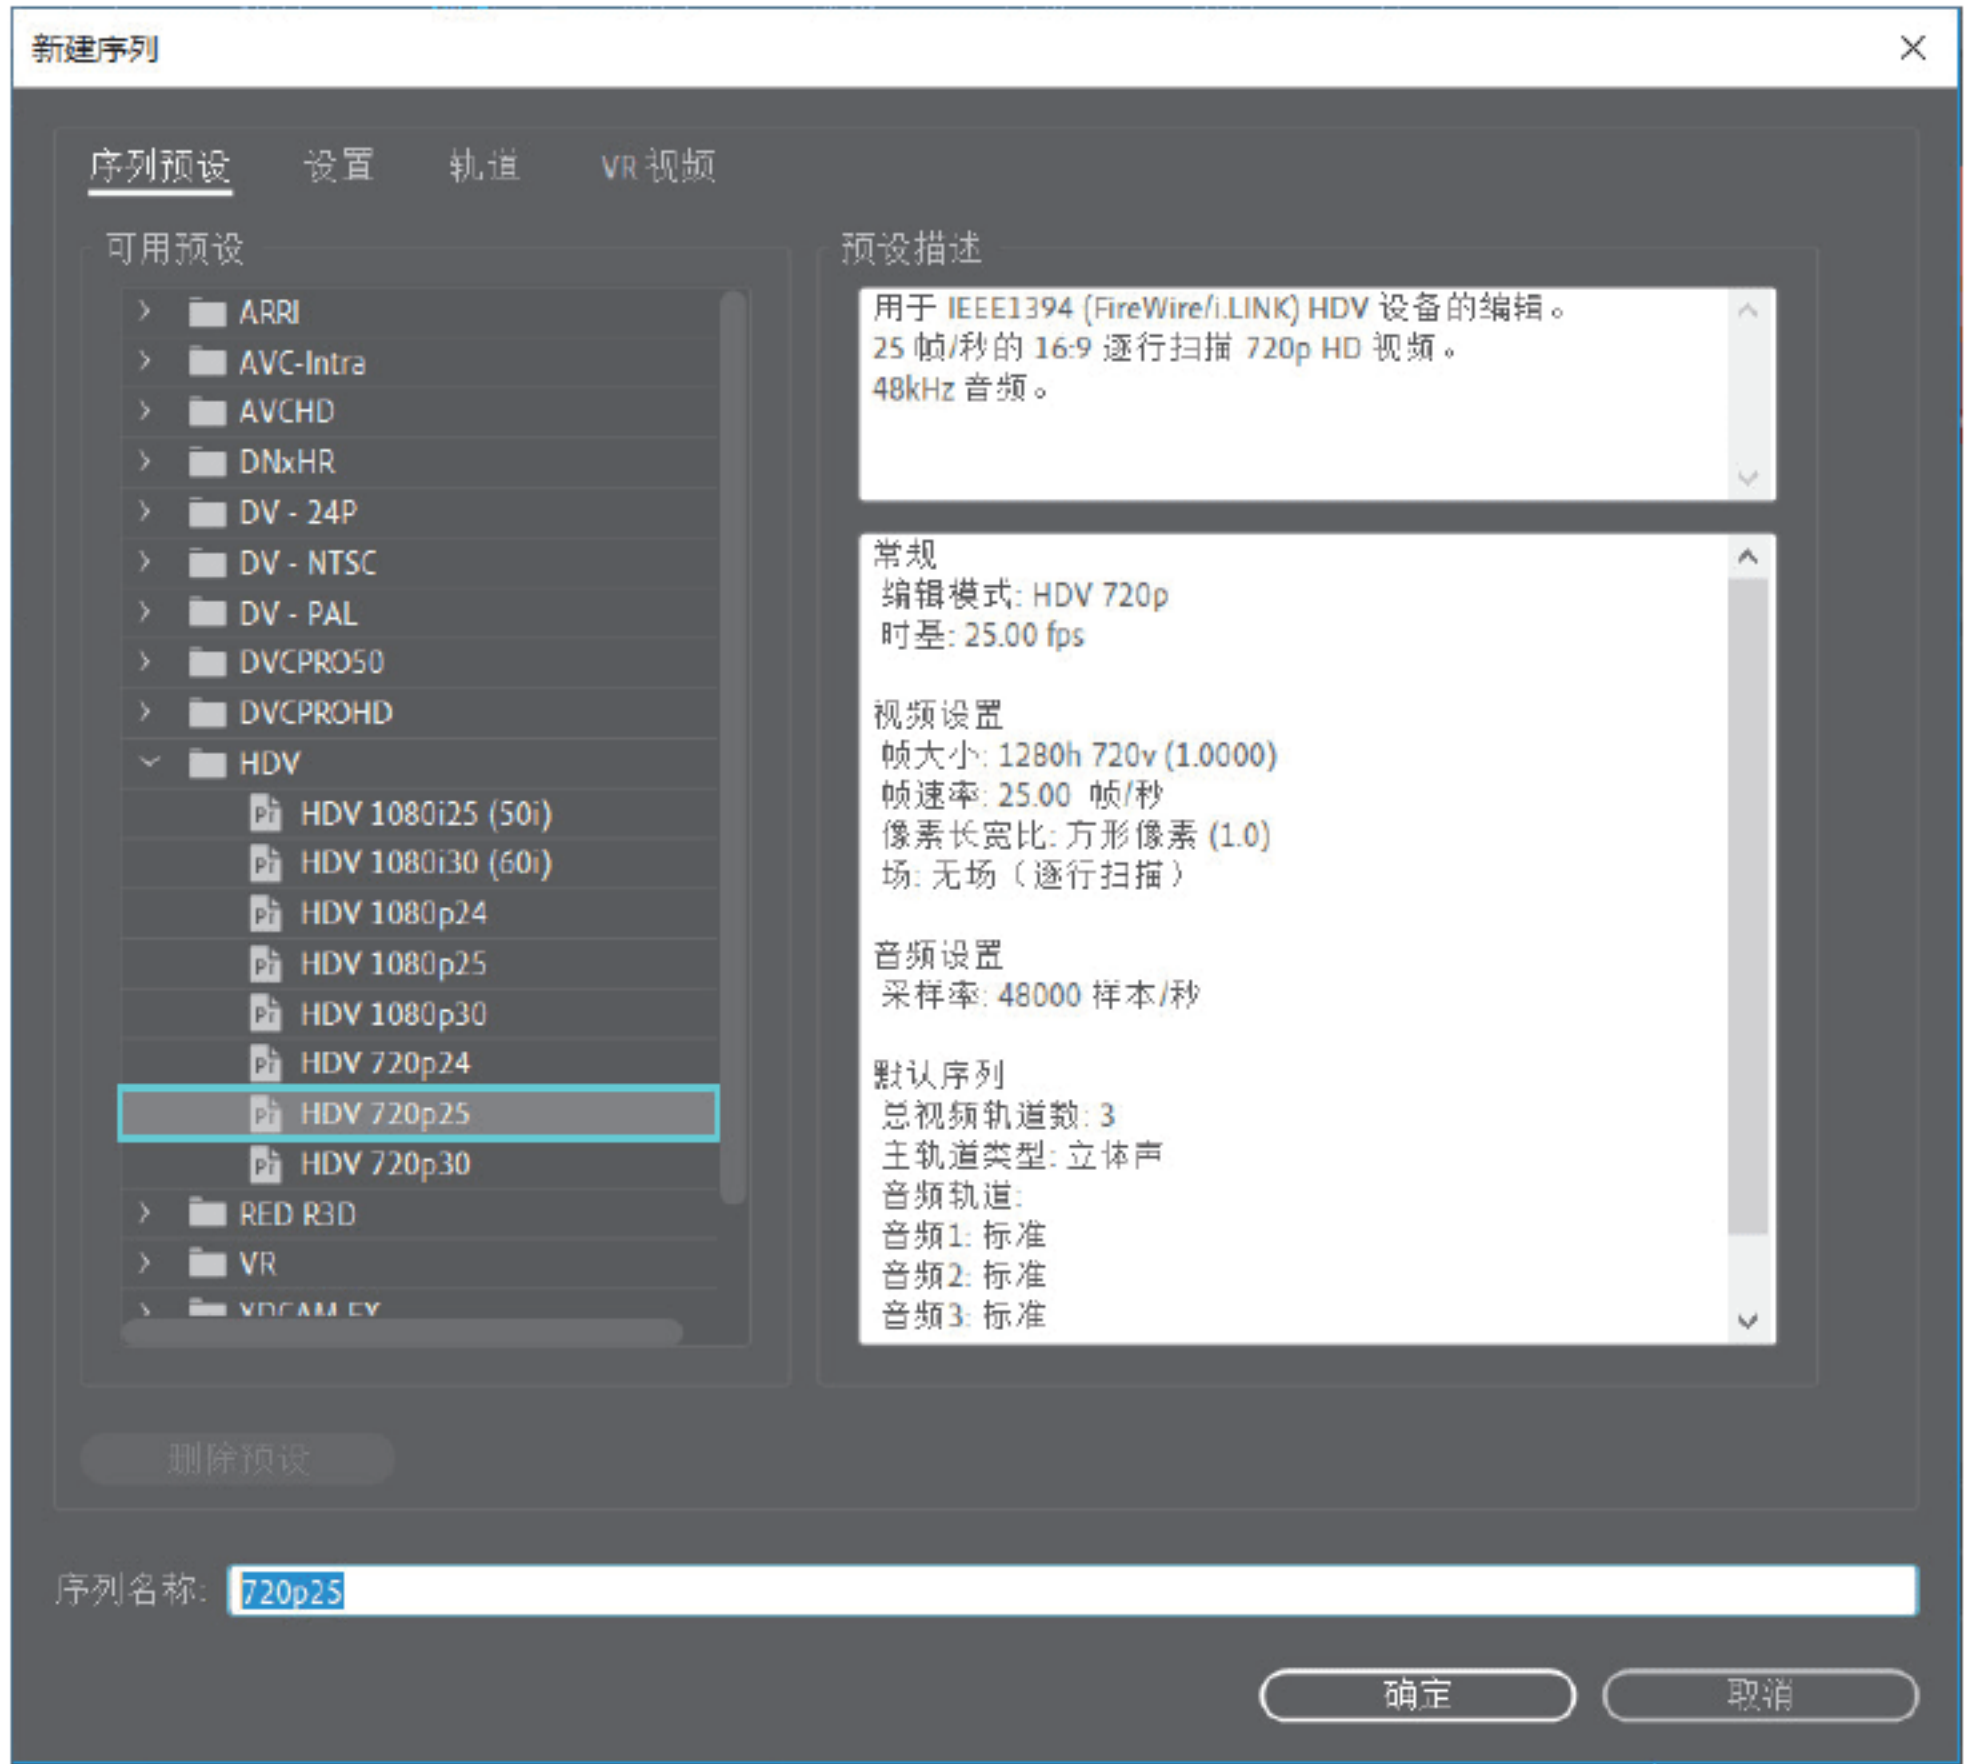 新建序列
序列预设 设置 轨道 VR 视频
可用预设
ARRI
AVC-Intra
AVCHD
DNxHR
DV - 24P
DV - NTSC
DV - PAL
DVCPRO50
DVCPROHD
HDV
HDV 1080i25 (50i)
HDV 1080i30 (60i)
HDV 1080p24
HDV 1080p25
HDV 1080p30
HDV 720p24
HDV 720p25
HDV 720p30
RED R3D
VR
XDCAM EX
预设描述
用于 IEEE1394 (FireWire/i.LINK) HDV 设备的编辑。
25 帧/秒的 16:9 逐行扫描 720p HD 视频。
48kHz 音频。
常规
编辑模式: HDV 720p
时基: 25.00 fps
视频设置
帧大小: 1280h 720v (1.0000)
帧速率: 25.00 帧/秒
像素长宽比: 方形像素 (1.0)
场: 无场（逐行扫描）
音频设置
采样率: 48000 样本/秒
默认序列
总视频轨道数: 3
主轨道类型: 立体声
音频轨道:
音频1: 标准
音频2: 标准
音频3: 标准
删除预设
序列名称: 720p25
确定 取消